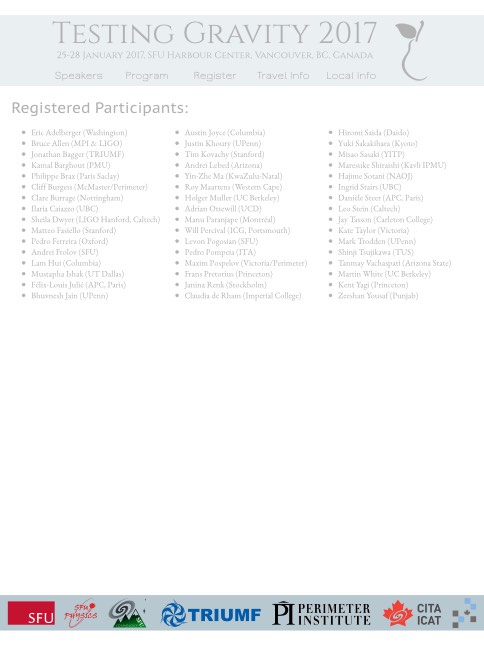 TESTING GRAVITY 2017
25-28 JANUARY 2017, SFU HARBOUR CENTER, VANCOUVER, BC, CANADA
Speakers Program Register Travel Info Local Info
Registered Participants:
Eric Adelberger (Washington)
Bruce Allen (MPI & LIGO)
Jonathan Bagger (TRIUMF)
Kamal Barghout (PMU)
Philippe Brax (Paris Saclay)
Cliff Burgess (McMaster/Perimeter)
Clare Burrage (Nottingham)
Ilaria Caiazzo (UBC)
Sheila Dwyer (LIGO Hanford, Caltech)
Matteo Fasiello (Stanford)
Pedro Ferreira (Oxford)
Andrei Frolov (SFU)
Lam Hui (Columbia)
Mustapha Ishak (UT Dallas)
Félix-Louis Julié (APC, Paris)
Bhuvnesh Jain (UPenn)
Austin Joyce (Columbia)
Justin Khoury (UPenn)
Tim Kovachy (Stanford)
Andrei Lebed (Arizona)
Yin-Zhe Ma (KwaZulu-Natal)
Roy Maartens (Western Cape)
Holger Muller (UC Berkeley)
Adrian Ottewill (UCD)
Manu Paranjape (Montréal)
Will Percival (ICG, Portsmouth)
Levon Pogosian (SFU)
Pedro Pompeia (ITA)
Maxim Pospelov (Victoria/Perimeter)
Frans Pretorius (Princeton)
Janina Renk (Stockholm)
Claudia de Rham (Imperial College)
Hiromi Saida (Daido)
Yuki Sakakihara (Kyoto)
Misao Sasaki (YITP)
Maresuke Shiraishi (Kavli IPMU)
Hajime Sotani (NAOJ)
Ingrid Stairs (UBC)
Danièle Steer (APC, Paris)
Leo Stein (Caltech)
Jay Tasson (Carleton College)
Kate Taylor (Victoria)
Mark Trodden (UPenn)
Shinji Tsujikawa (TUS)
Tanmay Vachaspati (Arizona State)
Martin White (UC Berkeley)
Kent Yagi (Princeton)
Zeeshan Yousaf (Punjab)
SFU
SFU PHYSICS
TRIUMF
PI PERIMETER INSTITUTE
CITA
ICAT